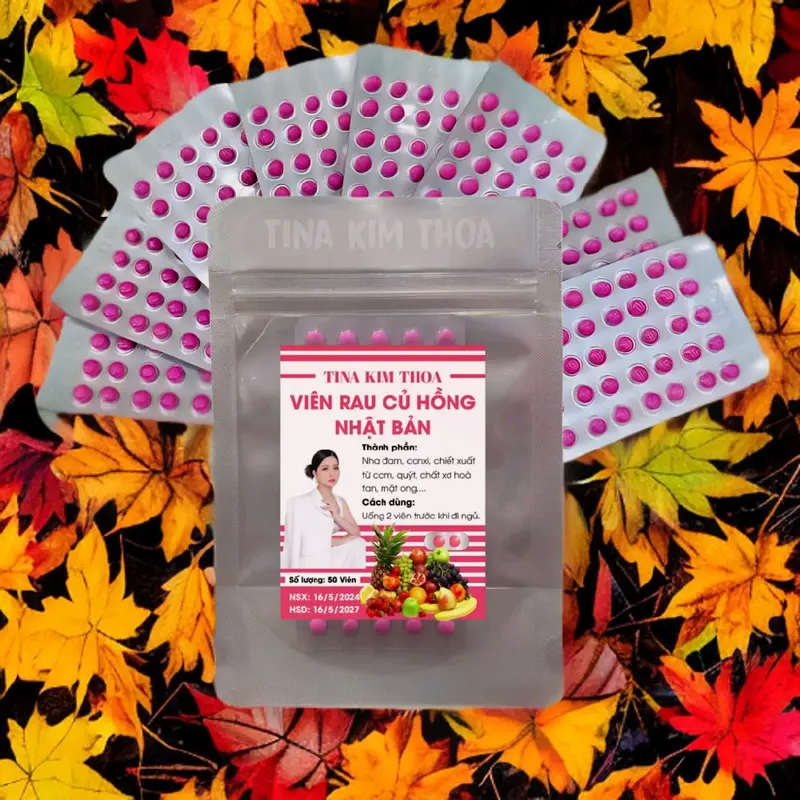 TINA KIM THOA
TINA KIM THOA
VIÊN RAU CỦ HỒNG
NHẬT BẢN
Thành phần:
Nha đam, canxi, chiết xuất
từ cam, quýt, chất xơ hoà
tan, mật ong....
Cách dùng:
Uống 2 viên trước khi đi ngủ.
Số lượng: 50 Viên
NSX: 16/5/2024
HSD: 16/5/2027